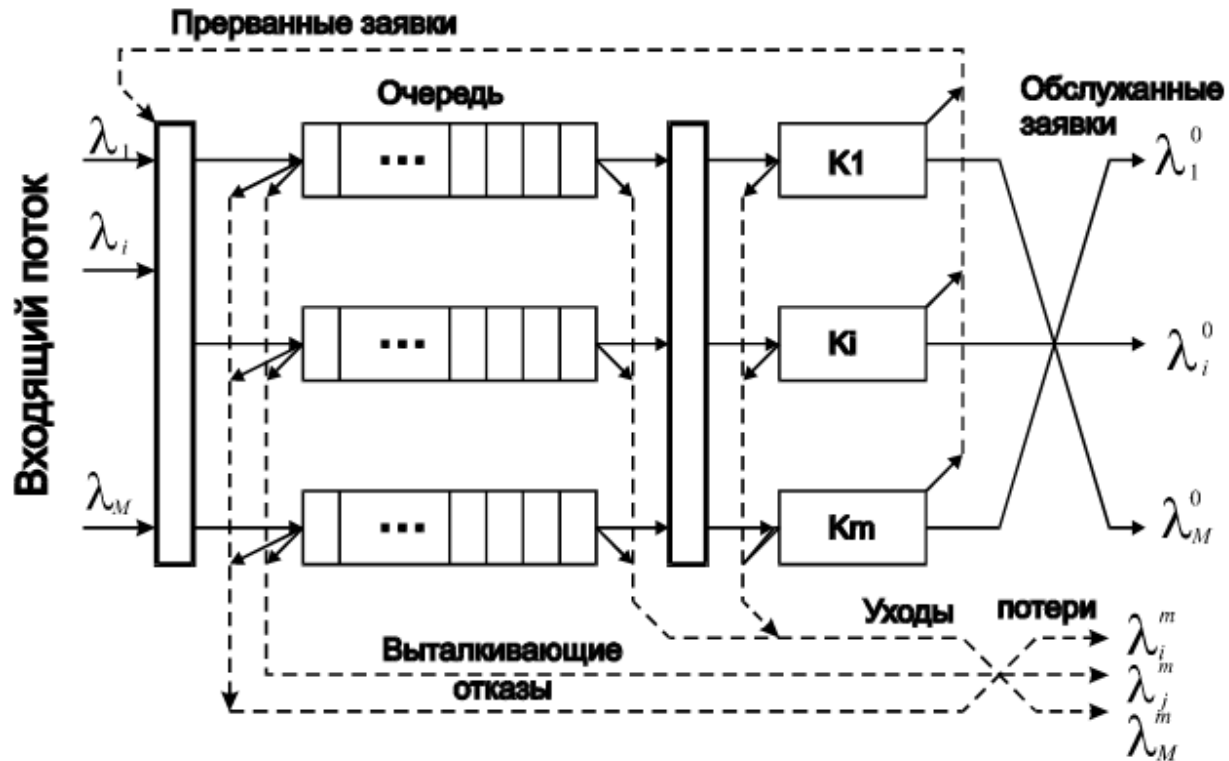 Прерванные заявки
Очередь
Обслужанные
заявки
Входящий поток
λ1
λi
λM
...
...
...
K1
Ki
Km
λ1^0
λi^0
λM^0
Уходы
потери
Выталкивающие
отказы
λi^m
λj^m
λM^m